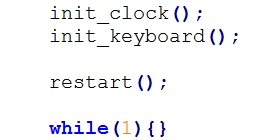 init_clock();
init_keyboard();
restart();
while(1){}